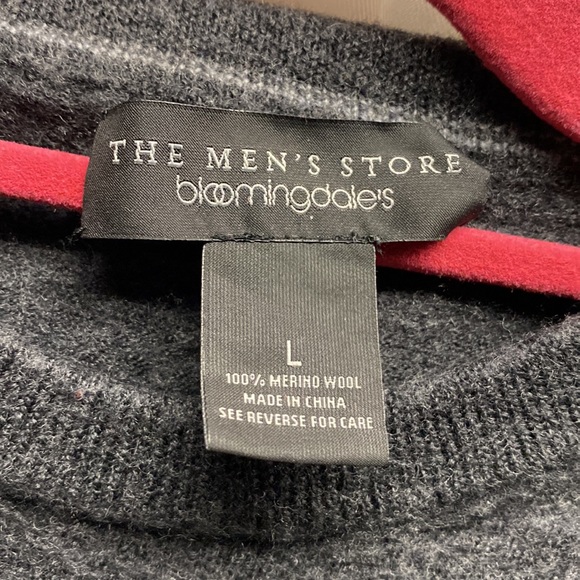 THE MEN'S STORE
bloomingdale's
L
100% MERINO WOOL
MADE IN CHINA
SEE REVERSE FOR CARE